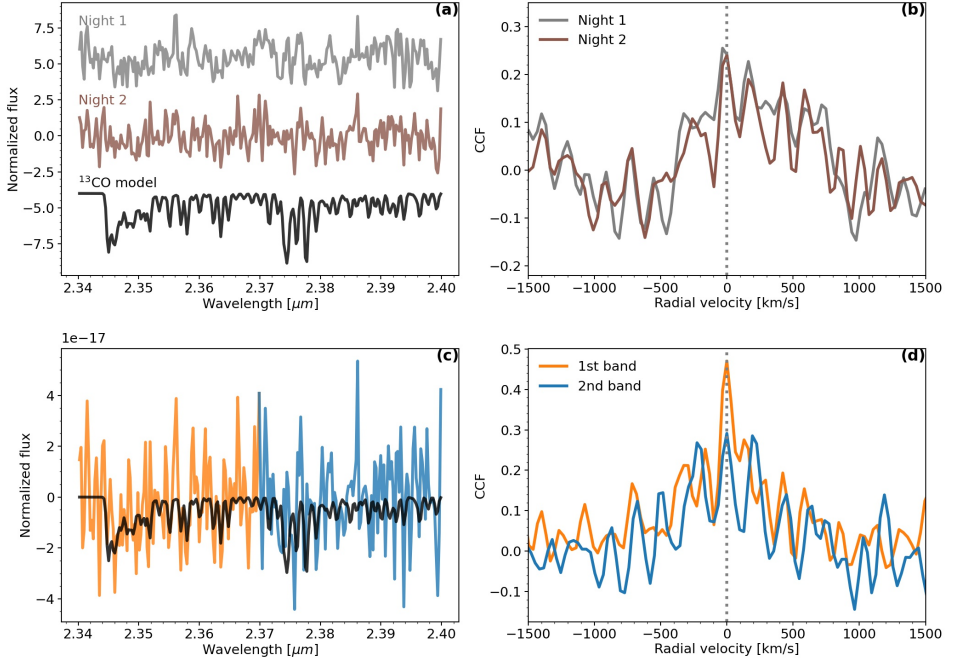 (a)
Night 1
Night 2
¹³CO model
Normalized flux
7.5
5.0
2.5
0.0
−2.5
−5.0
−7.5
2.34 2.35 2.36 2.37 2.38 2.39 2.40
Wavelength [μm]
(b)
Night 1
Night 2
CCF
0.3
0.2
0.1
0.0
−0.1
−0.2
−1500 −1000 −500 0 500 1000 1500
Radial velocity [km/s]
1e−17
(c)
Normalized flux
4
2
0
−2
−4
2.34 2.35 2.36 2.37 2.38 2.39 2.40
Wavelength [μm]
(d)
1st band
2nd band
CCF
0.5
0.4
0.3
0.2
0.1
0.0
−0.1
−1500 −1000 −500 0 500 1000 1500
Radial velocity [km/s]